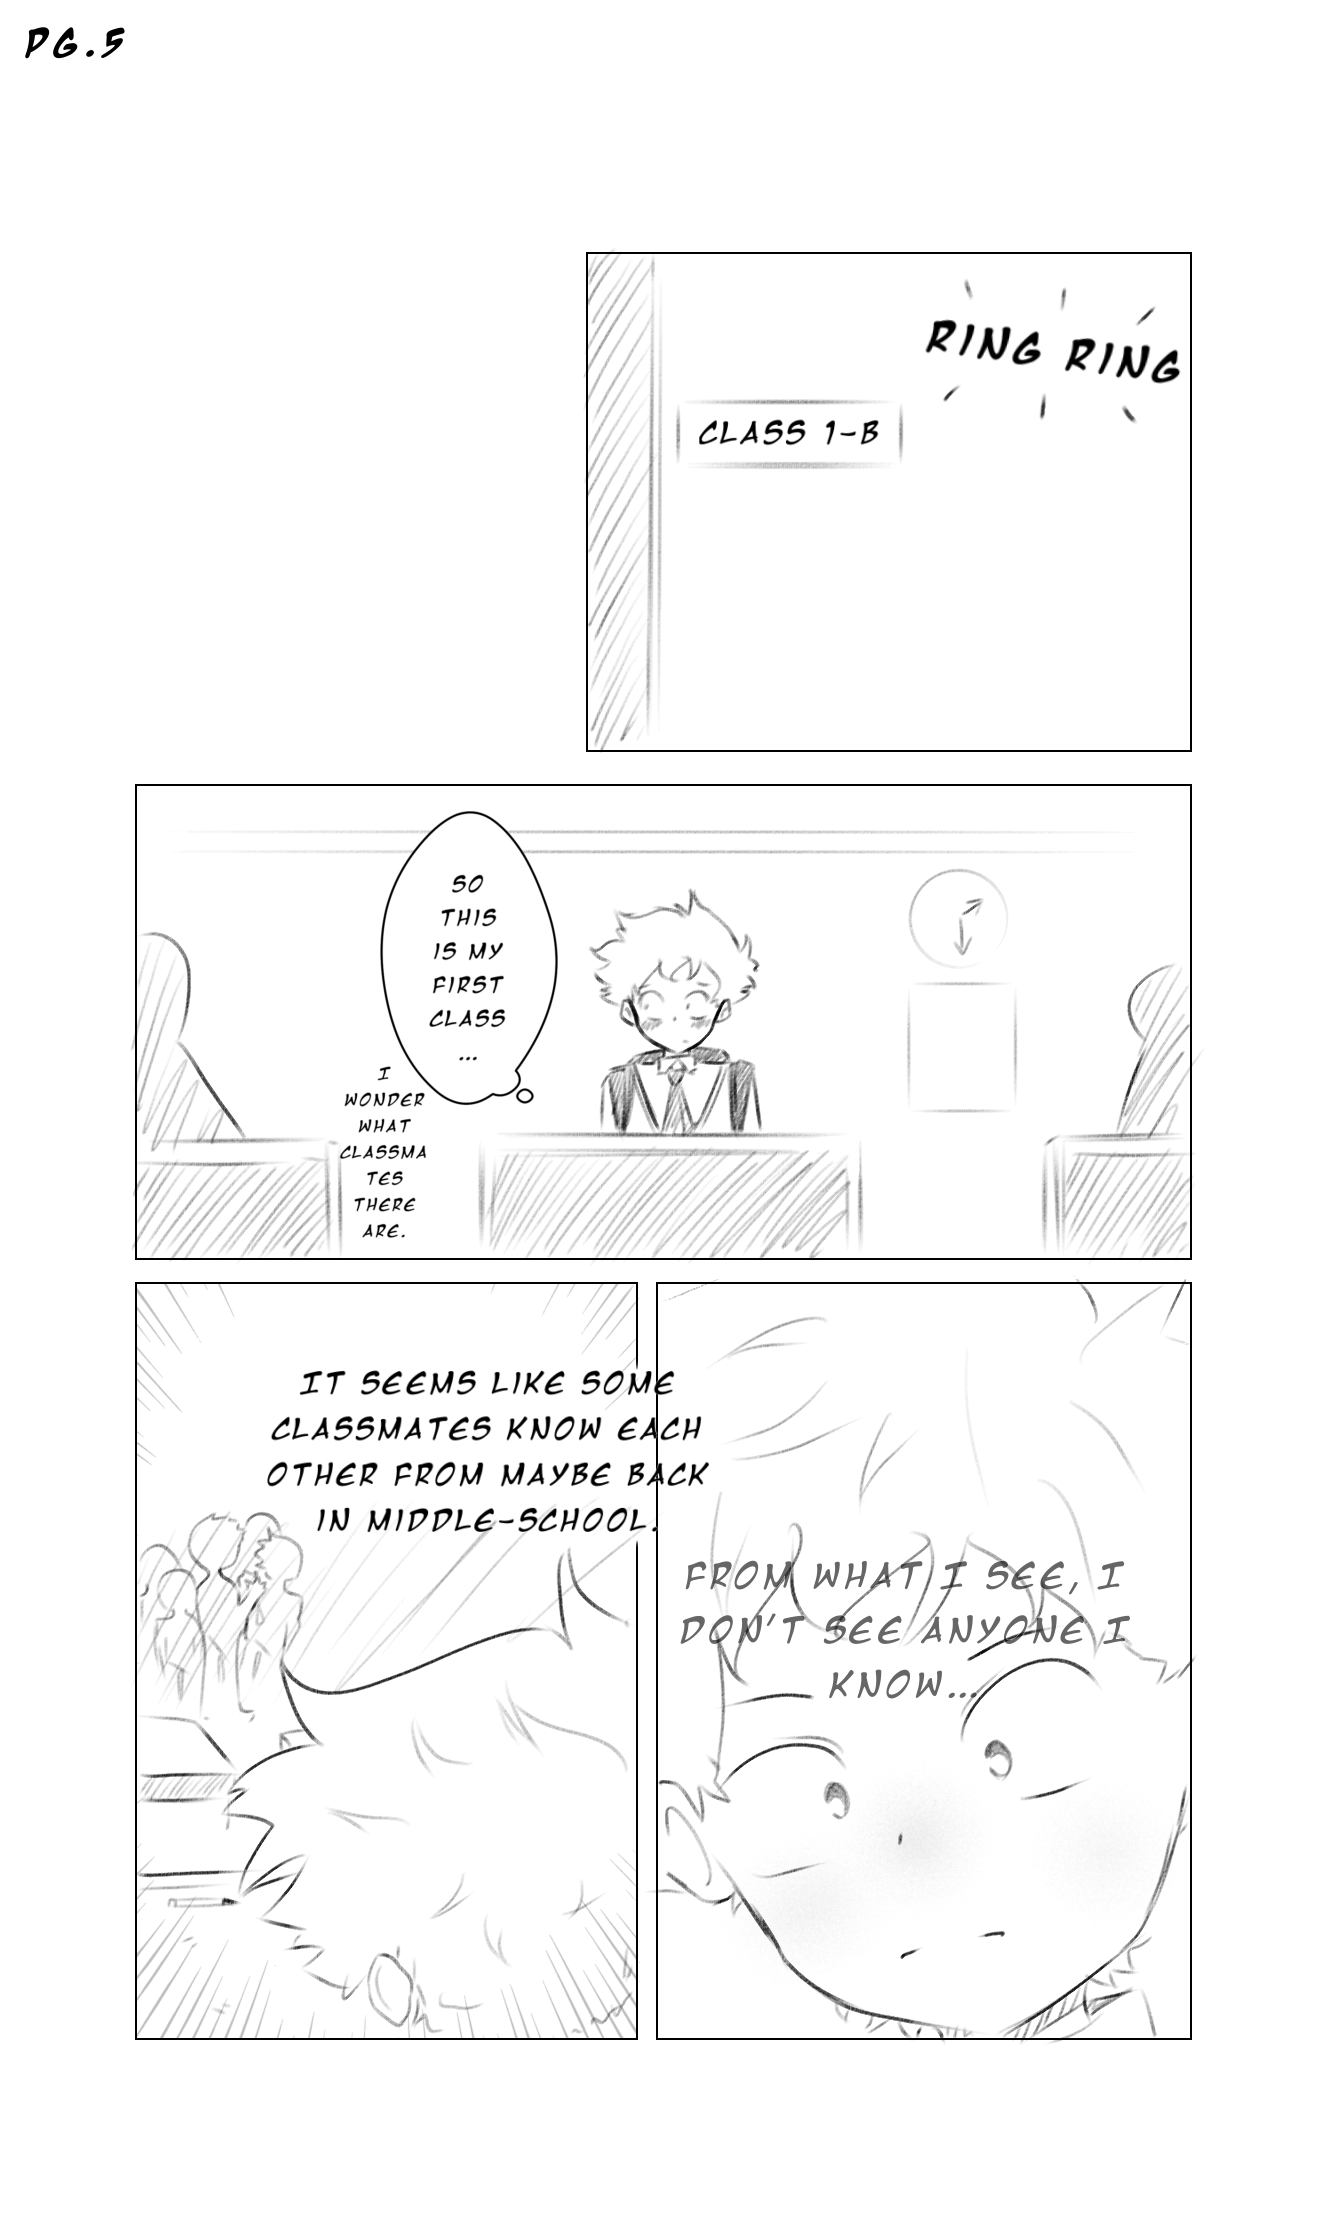 PG.5
RING RING
CLASS 1-B
SO
THIS
IS MY
FIRST
CLASS
...
I
WONDER
WHAT
CLASSMA
TES
THERE
ARE.
IT SEEMS LIKE SOME
CLASSMATES KNOW EACH
OTHER FROM MAYBE BACK
IN MIDDLE-SCHOOL.
FROM WHAT I SEE, I
DON'T SEE ANYONE I
KNOW...